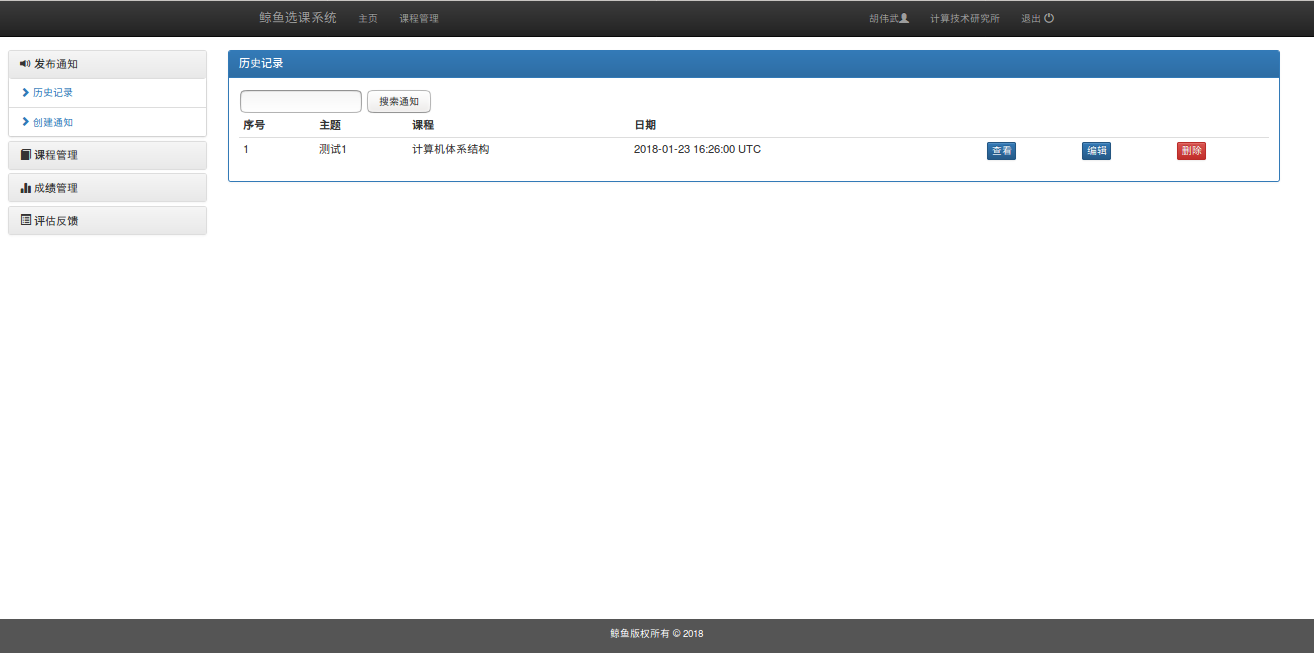 鲸鱼选课系统 主页 课程管理 胡伟武 计算技术研究所 退出
发布通知
历史记录
创建通知
课程管理
成绩管理
评估反馈
历史记录
搜索通知
序号 主题 课程 日期
1 测试1 计算机体系结构 2018-01-23 16:26:00 UTC 查看 编辑 删除
鲸鱼版权所有 © 2018